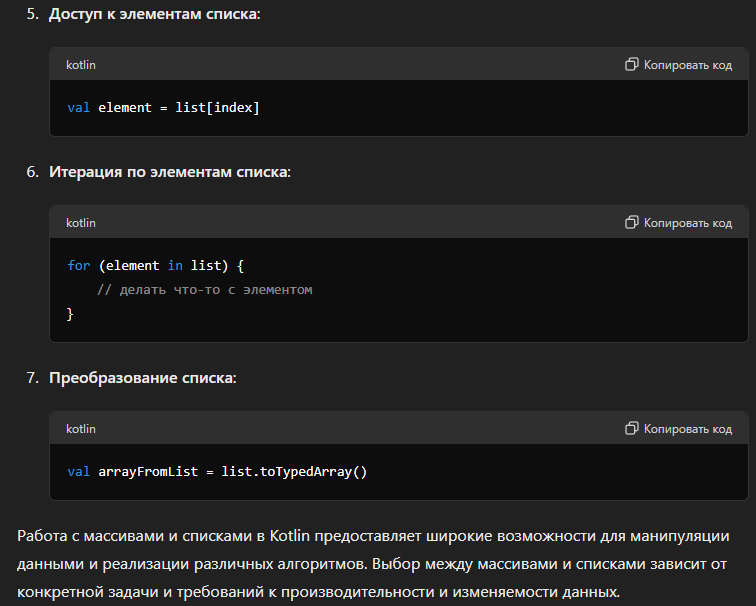 5. Доступ к элементам списка:
kotlin Копировать код
val element = list[index]
6. Итерация по элементам списка:
kotlin Копировать код
for (element in list) {
    // делать что-то с элементом
}
7. Преобразование списка:
kotlin Копировать код
val arrayFromList = list.toTypedArray()
Работа с массивами и списками в Kotlin предоставляет широкие возможности для манипуляции
данными и реализации различных алгоритмов. Выбор между массивами и списками зависит от
конкретной задачи и требований к производительности и изменяемости данных.